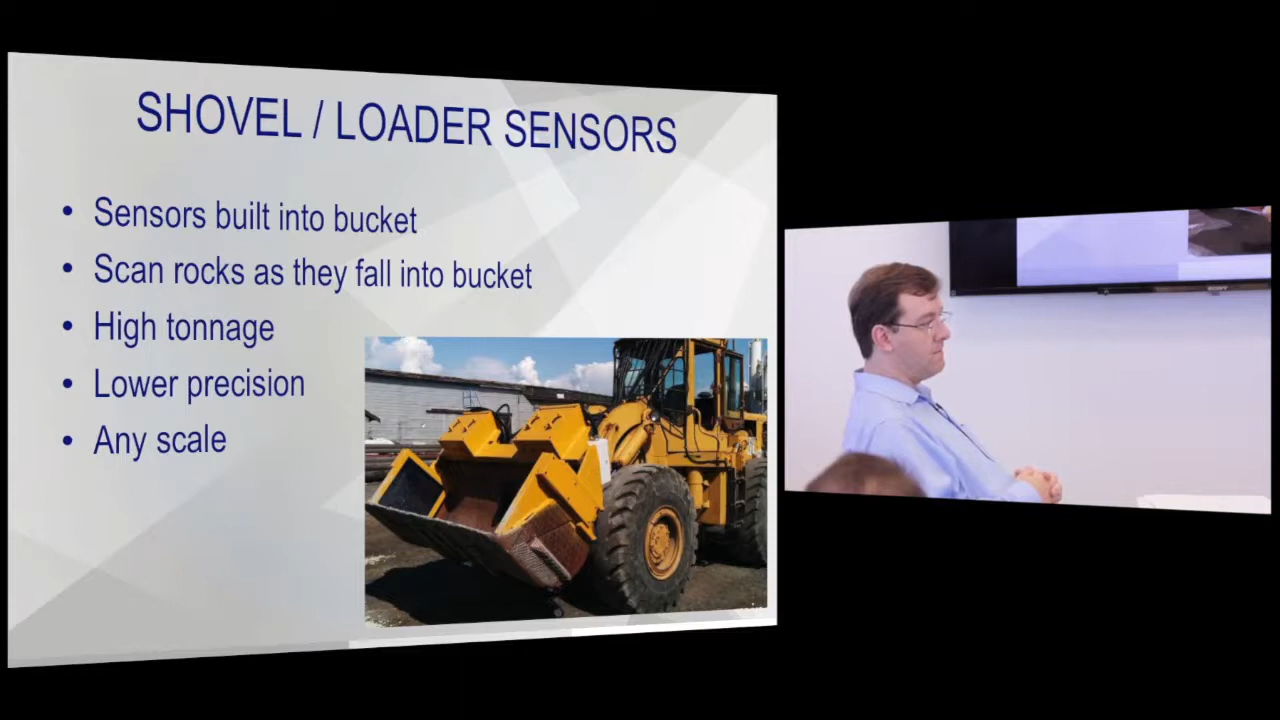 SHOVEL / LOADER SENSORS
• Sensors built into bucket
• Scan rocks as they fall into bucket
• High tonnage
• Lower precision
• Any scale
SONY